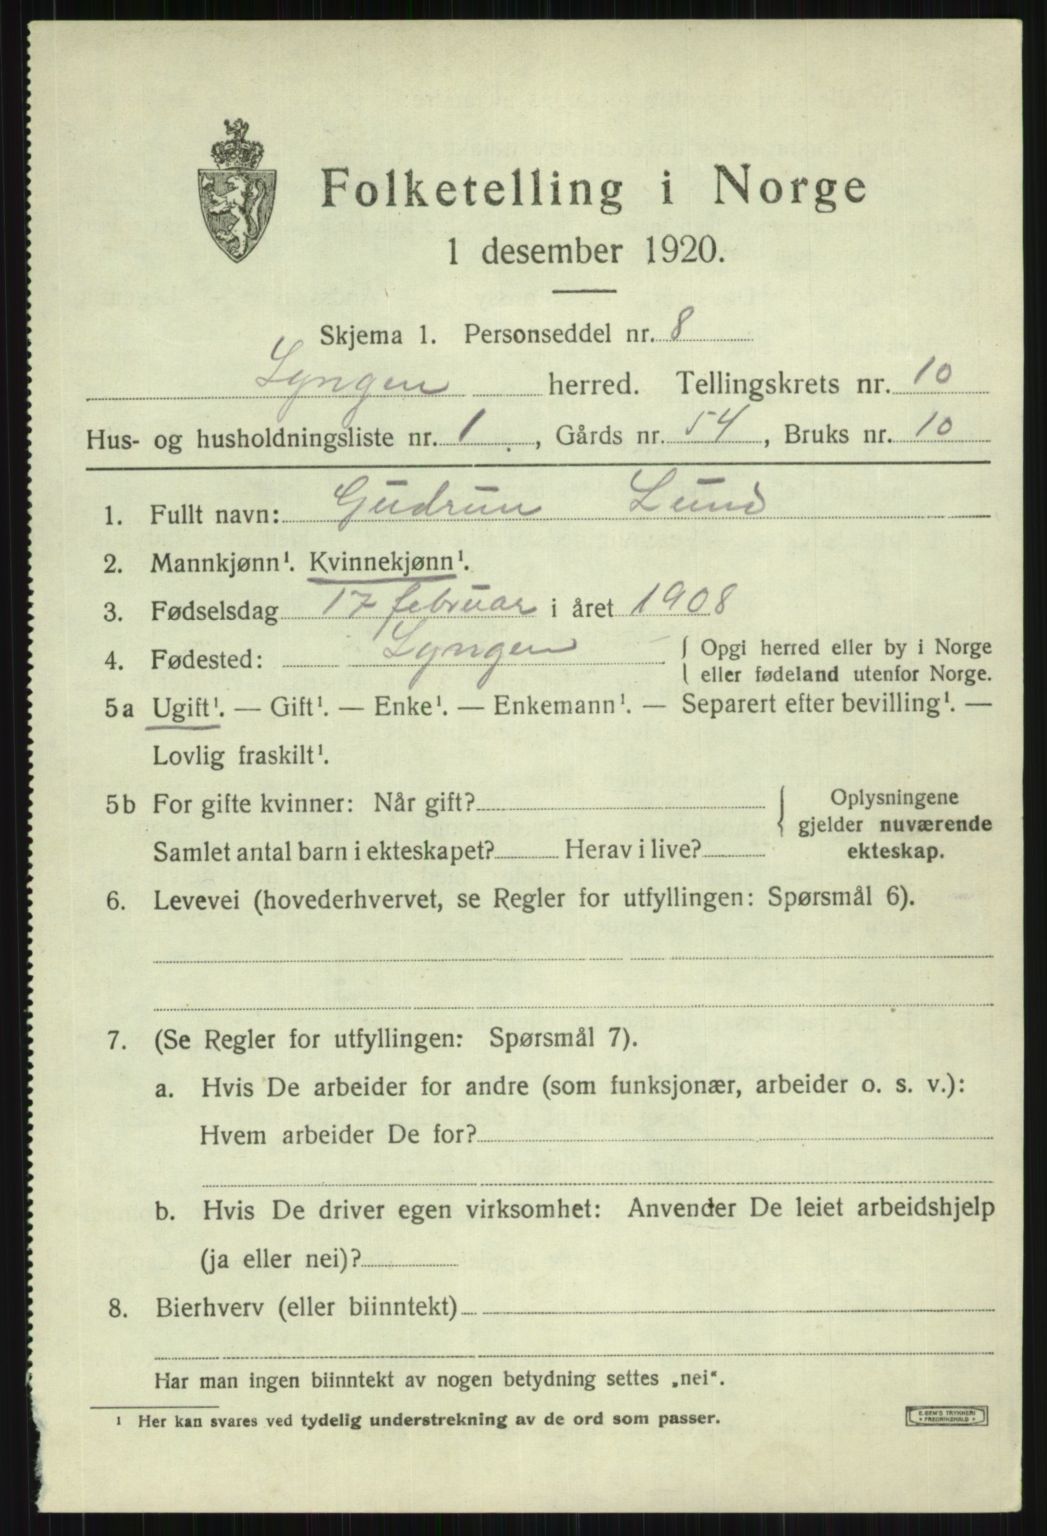 Folketelling i Norge
1 desember 1920.
Skjema 1. Personseddel nr. 8
Lyngen herred. Tellingskrets nr. 10
Hus- og husholdningsliste nr. 1, Gårds nr. 54, Bruks nr. 10
1. Fullt navn: Gudrun Lund
2. Mannkjønn¹. Kvinnekjønn¹.
3. Fødselsdag 17 februar i året 1908
4. Fødested: Lyngen { Opgi herred eller by i Norge
eller fødeland utenfor Norge.
5a Ugift¹. — Gift¹. — Enke¹. — Enkemann¹. — Separert efter bevilling¹. —
Lovlig fraskilt¹.
5b For gifte kvinner: Når gift? { Oplysningene
gjelder nuværende
Samlet antal barn i ekteskapet? Herav i live? ekteskap.
6. Levevei (hovederhvervet, se Regler for utfyllingen: Spørsmål 6).
7. (Se Regler for utfyllingen: Spørsmål 7).
a. Hvis De arbeider for andre (som funksjonær, arbeider o. s. v.):
Hvem arbeider De for?
b. Hvis De driver egen virksomhet: Anvender De leiet arbeidshjelp
(ja eller nei)?
8. Bierhverv (eller biinntekt)
Har man ingen biinntekt av nogen betydning settes „nei“.
¹ Her kan svares ved tydelig understrekning av de ord som passer.
FREDRIKSHALD